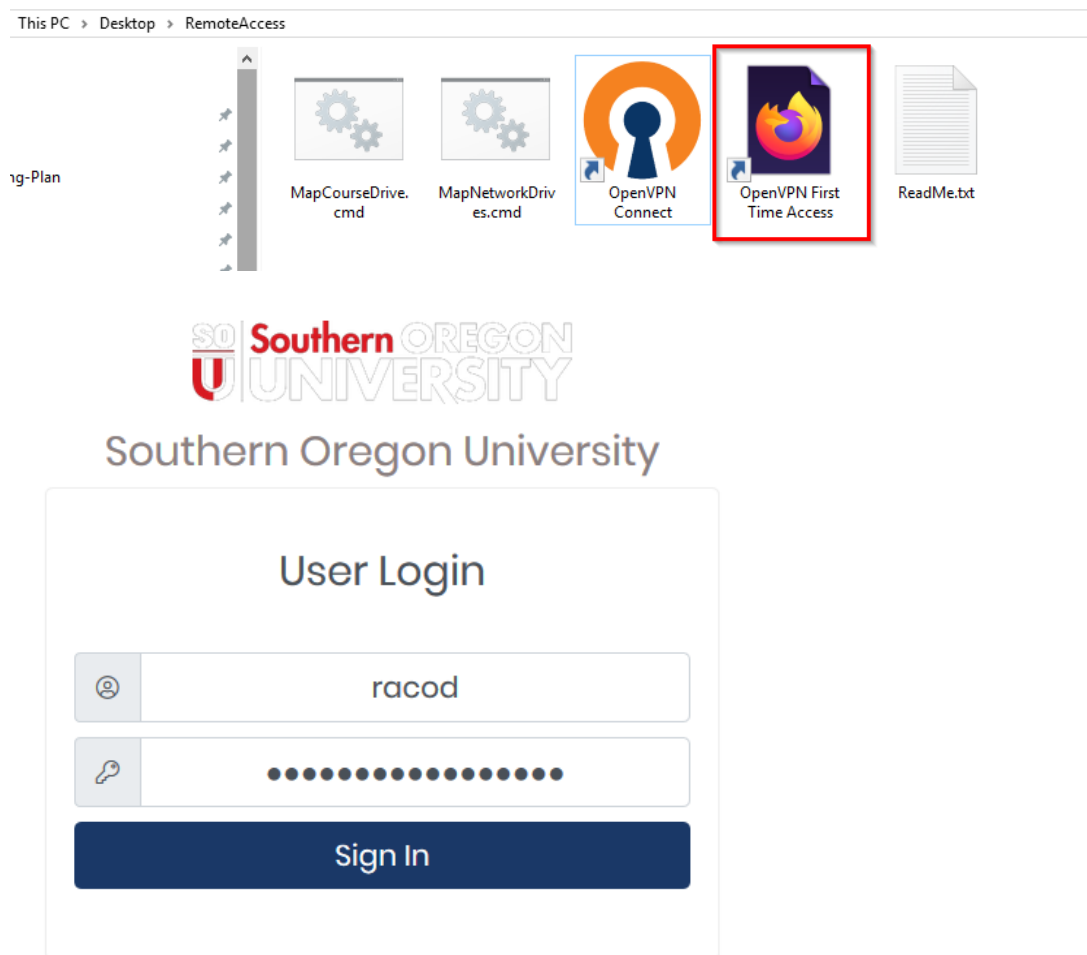 This PC > Desktop > RemoteAccess
ng-Plan
MapCourseDrive.
cmd
MapNetworkDriv
es.cmd
OpenVPN
Connect
OpenVPN First
Time Access
ReadMe.txt
SO Southern OREGON
U UNIVERSITY
Southern Oregon University
User Login
racod
●●●●●●●●●●●●●●●●●
Sign In